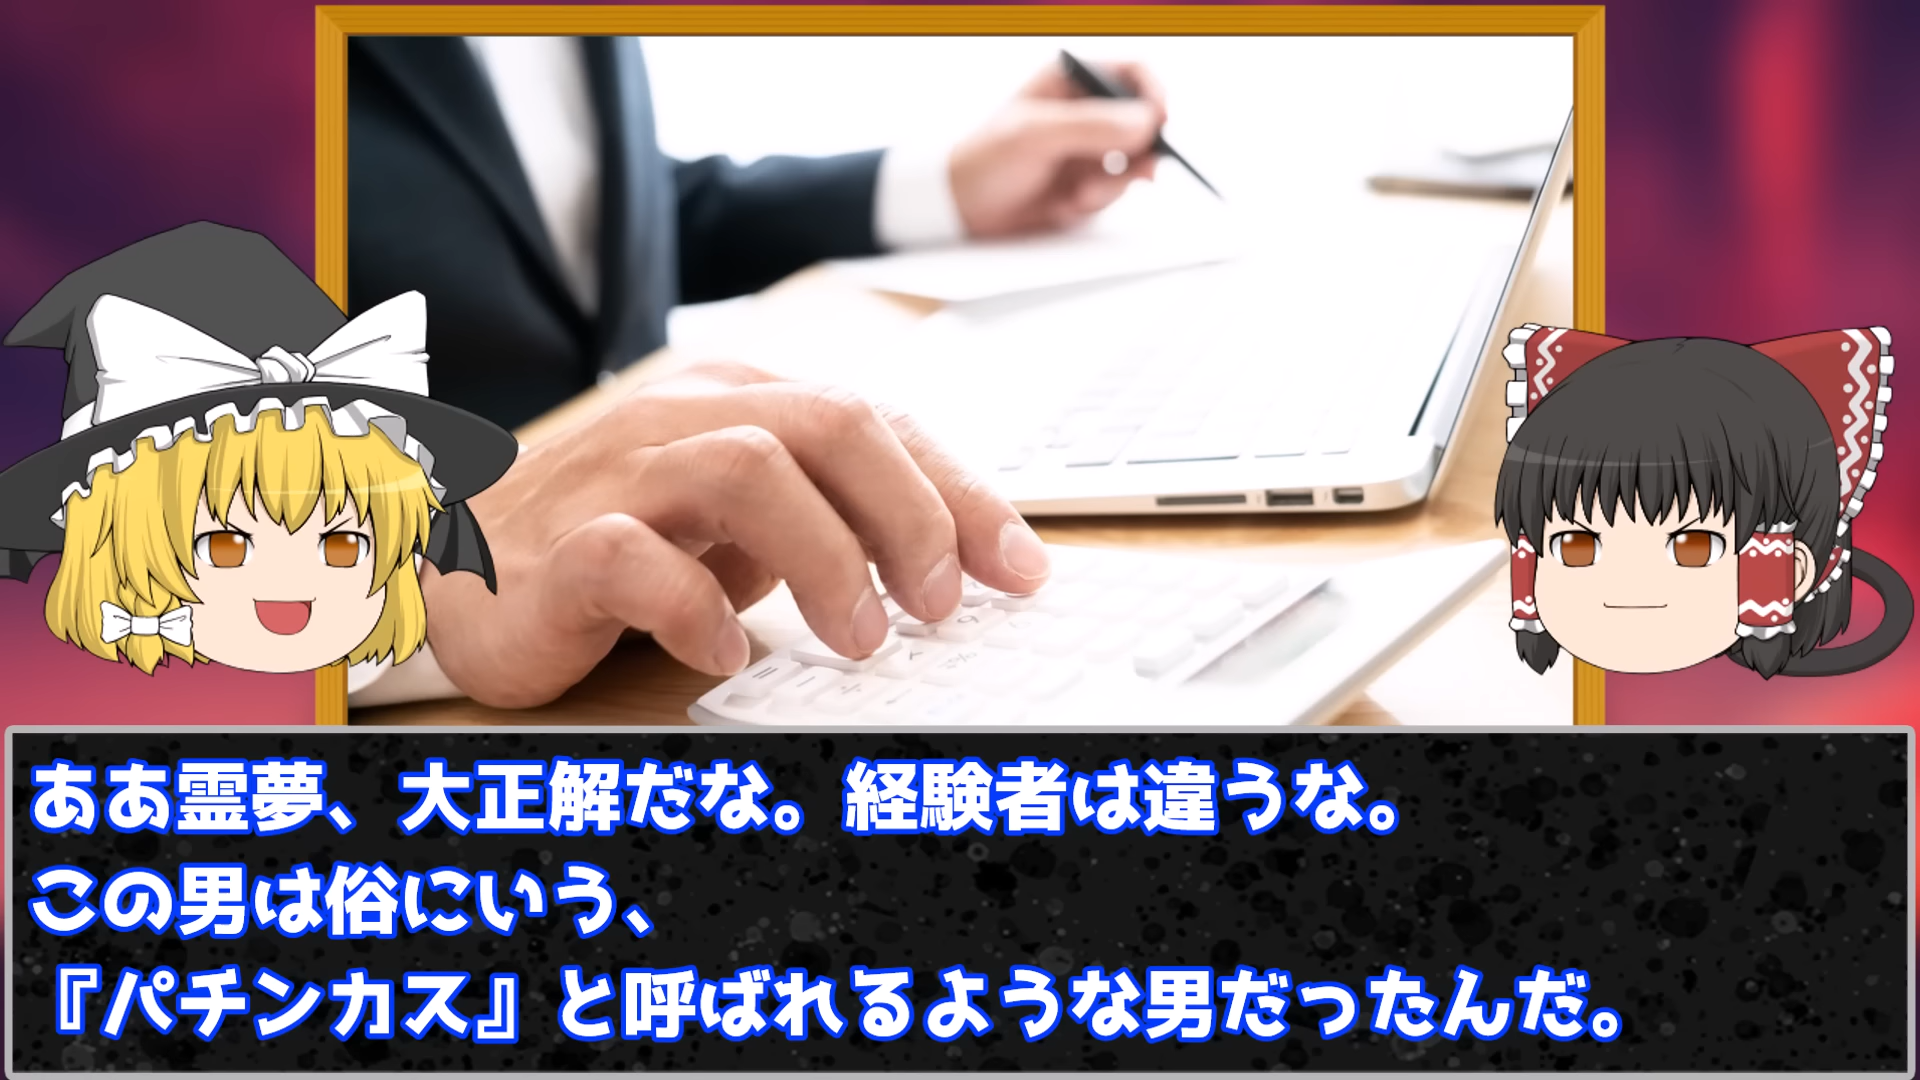 ああ霊夢、大正解だな。経験者は違うな。
この男は俗にいう、
『パチンカス』と呼ばれるような男だったんだ。